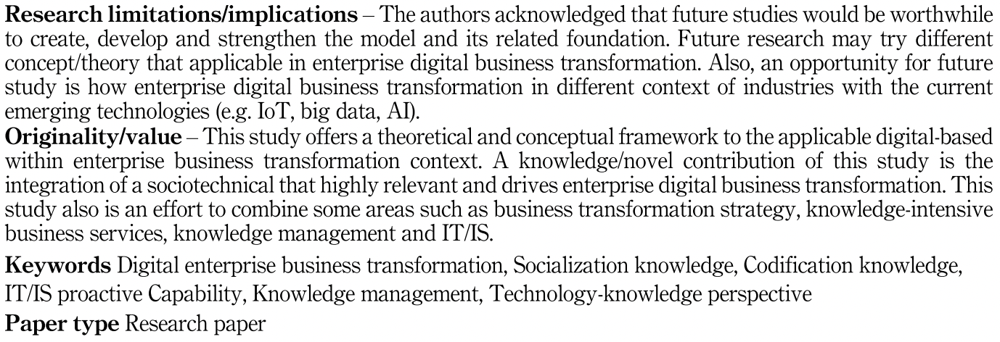 Research limitations/implications – The authors acknowledged that future studies would be worthwhile
to create, develop and strengthen the model and its related foundation. Future research may try different
concept/theory that applicable in enterprise digital business transformation. Also, an opportunity for future
study is how enterprise digital business transformation in different context of industries with the current
emerging technologies (e.g. IoT, big data, AI).
Originality/value – This study offers a theoretical and conceptual framework to the applicable digital-based
within enterprise business transformation context. A knowledge/novel contribution of this study is the
integration of a sociotechnical that highly relevant and drives enterprise digital business transformation. This
study also is an effort to combine some areas such as business transformation strategy, knowledge-intensive
business services, knowledge management and IT/IS.
Keywords Digital enterprise business transformation, Socialization knowledge, Codification knowledge,
IT/IS proactive Capability, Knowledge management, Technology-knowledge perspective
Paper type Research paper